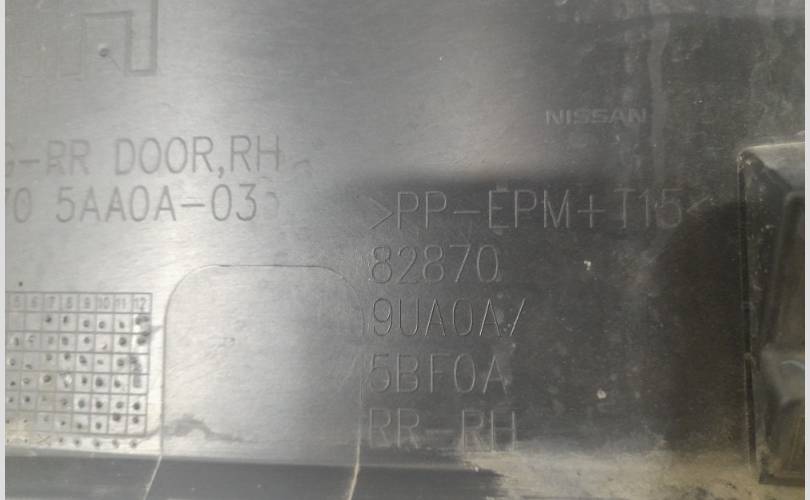 NISSAN
-RR DOOR,RH
70 5AA0A-03
>PP-EPM+T15<
82870
9UA0A/
5BF0A
RR-RH
5 6 7 8 9 10 11 12